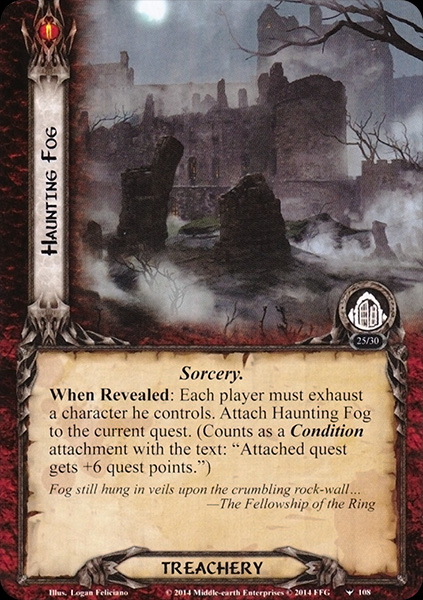 HAUNTING FOG
25/30
Sorcery.
When Revealed: Each player must exhaust
a character he controls. Attach Haunting Fog
to the current quest. (Counts as a Condition
attachment with the text: “Attached quest
gets +6 quest points.”)
Fog still hung in veils upon the crumbling rock-wall…
—The Fellowship of the Ring
TREACHERY
Illus. Logan Feliciano © 2014 Middle-earth Enterprises © 2014 FFG 108